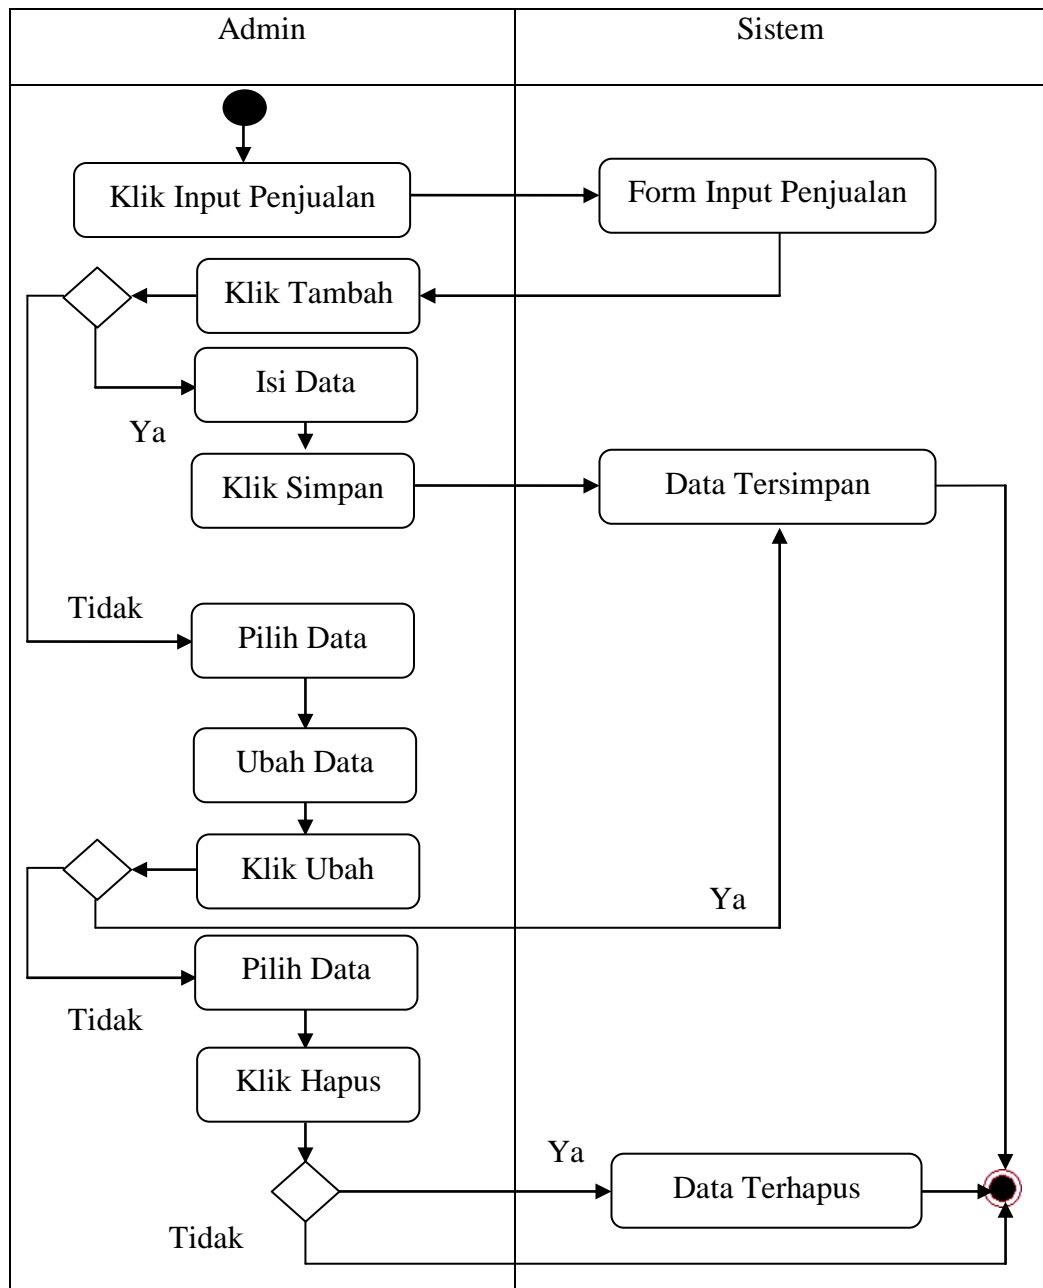 Admin
Sistem
Klik Input Penjualan
Form Input Penjualan
Klik Tambah
Isi Data
Ya
Klik Simpan
Data Tersimpan
Tidak
Pilih Data
Ubah Data
Klik Ubah
Ya
Pilih Data
Tidak
Klik Hapus
Ya
Data Terhapus
Tidak